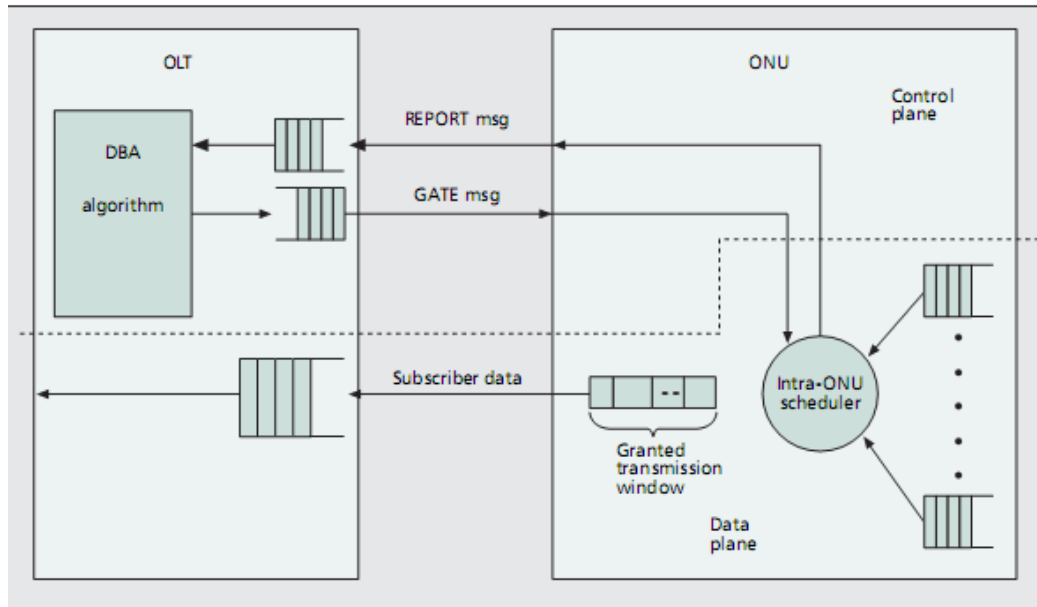 OLT
ONU
Control
plane
DBA
algorithm
REPORT msg
GATE msg
Subscriber data
Intra-ONU
scheduler
Granted
transmission
window
Data
plane